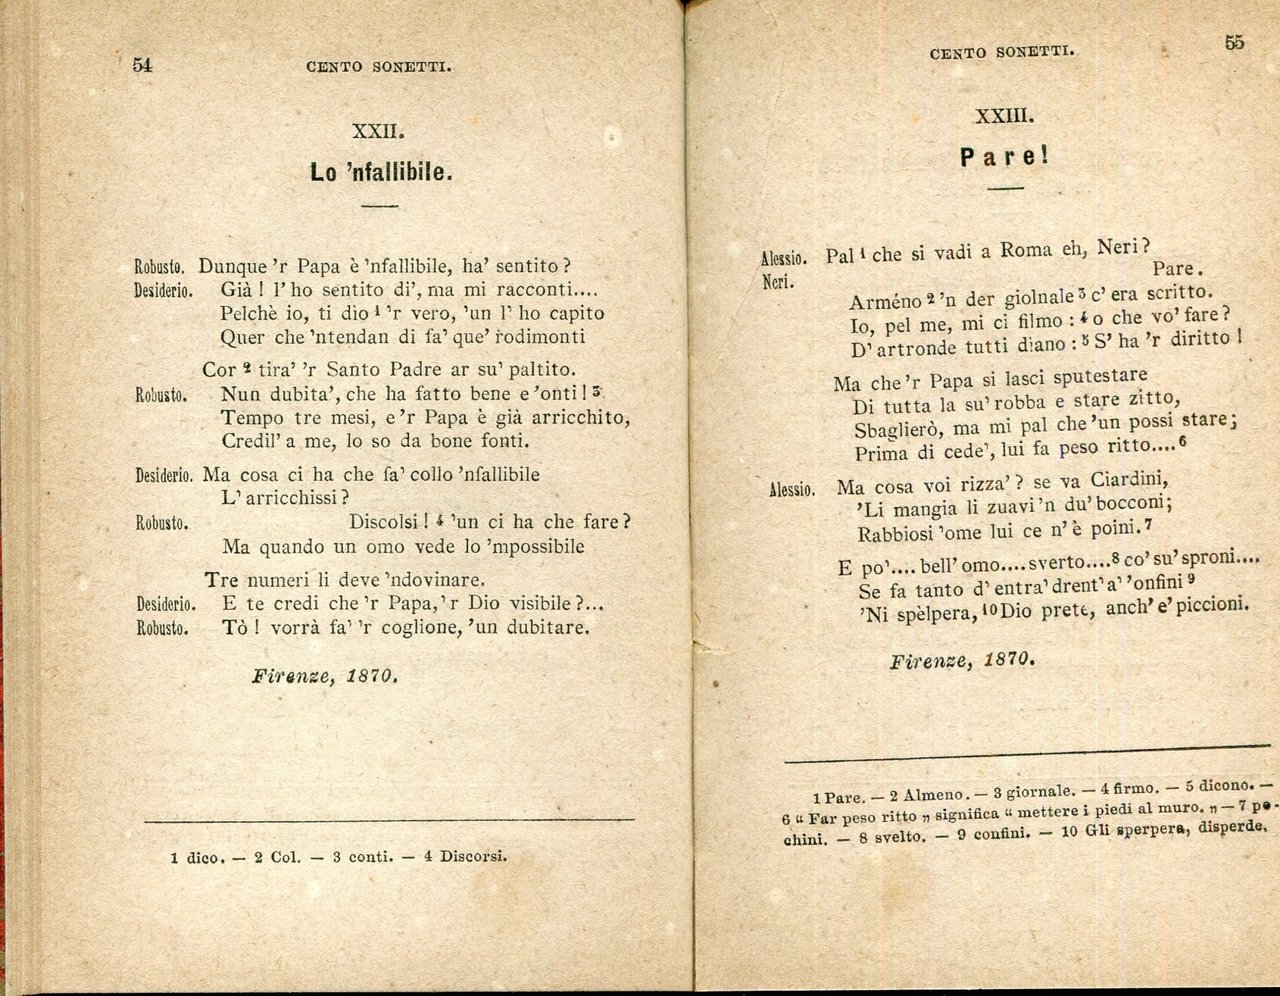 54
CENTO SONETTI.
XXII.
Lo 'nfallibile.
Robusto. Dunque 'r Papa è 'nfallibile, ha' sentito?
Desiderio. Già! l' ho sentito di', ma mi racconti....
Pelchè io, ti dio 1 'r vero, 'un l' ho capito
Quer che 'ntendan di fa' que' rodimonti
Cor 2 tira' 'r Santo Padre ar su' paltito.
Robusto. Nun dubita', che ha fatto bene e 'onti! 3
Tempo tre mesi, e 'r Papa è già arricchito,
Credil' a me, lo so da bone fonti.
Desiderio. Ma cosa ci ha che fa' collo 'nfallibile
L' arricchissi?
Robusto. Discolsi! 4 'un ci ha che fare?
Ma quando un omo vede lo 'mpossibile
Tre numeri li deve 'ndovinare.
Desiderio. E te credi che 'r Papa, 'r Dio visibile?...
Robusto. Tò! vorrà fa' 'r coglione, 'un dubitare.
Firenze, 1870.
1 dico. — 2 Col. — 3 conti. — 4 Discorsi.
CENTO SONETTI.
55
XXIII.
Pare!
Alessio. Pal 1 che si vadi a Roma eh, Neri?
Neri. Pare.
Arméno 2 'n der giolnale 3 c' era scritto.
Io, pel me, mi ci filmo: 4 o che vo' fare?
D' artronde tutti diano: 5 S' ha 'r diritto!
Ma che 'r Papa si lasci sputestare
Di tutta la su' robba e stare zitto,
Sbaglierò, ma mi pal che 'un possi stare;
Prima di cede', lui fa peso ritto.... 6
Alessio. Ma cosa voi rizza'? se va Ciardini,
'Li mangia li zuavi 'n du' bocconi;
Rabbiosi 'ome lui ce n' è poini. 7
E po'.... bell' omo.... sverto.... 8 co' su' sproni....
Se fa tanto d' entra' drent' a' 'onfini 9
'Ni spèlpera, 10 Dio prete, anch' e' piccioni.
Firenze, 1870.
1 Pare. — 2 Almeno. — 3 giornale. — 4 firmo. — 5 dicono. —
6 “ Far peso ritto „ significa “ mettere i piedi al muro. „ — 7 po-
chini. — 8 svelto. — 9 confini. — 10 Gli sperpera, disperde.